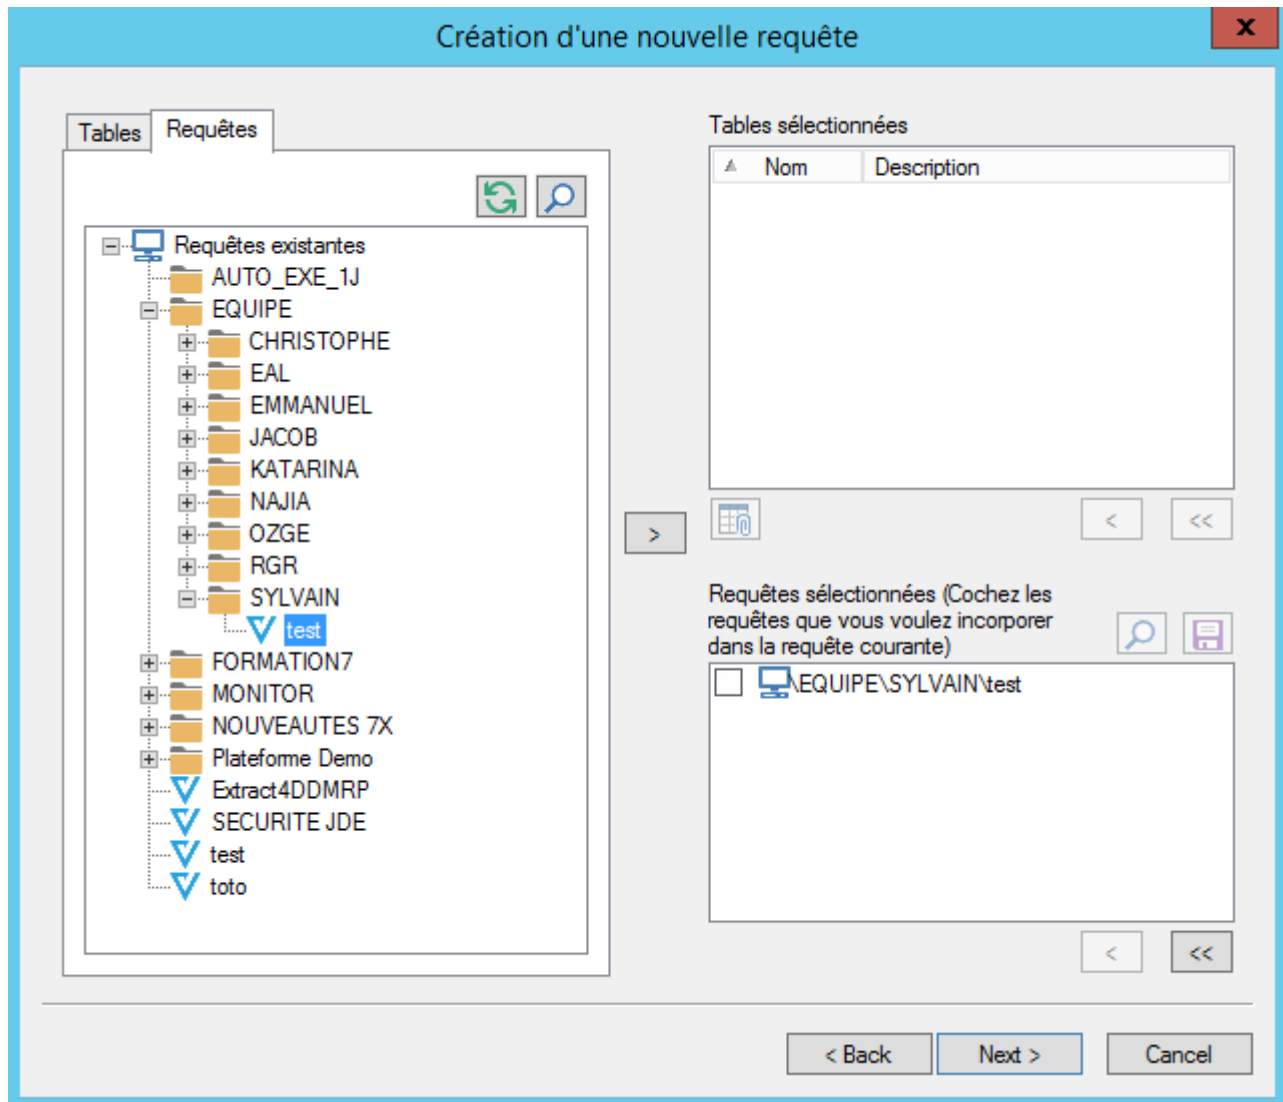 Création d'une nouvelle requête
x
Tables
Requêtes
Requêtes existantes
AUTO_EXE_1J
EQUIPE
CHRISTOPHE
EAL
EMMANUEL
JACOB
KATARINA
NAJIA
OZGE
RGR
SYLVAIN
test
FORMATION7
MONITOR
NOUVEAUTES 7X
Plateforme Demo
Extract4DDMRP
SECURITE JDE
test
toto
>
Tables sélectionnées
Nom Description
< <<
Requêtes sélectionnées (Cochez les
requêtes que vous voulez incorporer
dans la requête courante)
\EQUIPE\SYLVAIN\test
< <<
< Back Next > Cancel